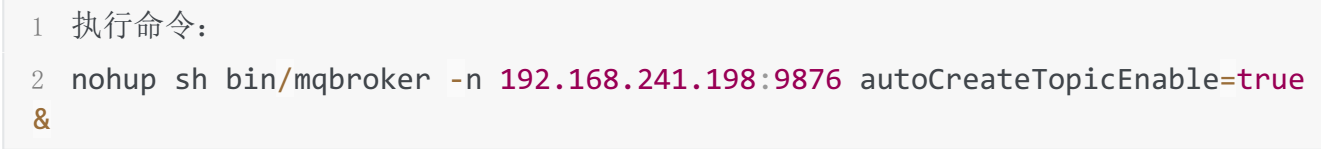 1 执行命令：
2 nohup sh bin/mqbroker -n 192.168.241.198:9876 autoCreateTopicEnable=true
&